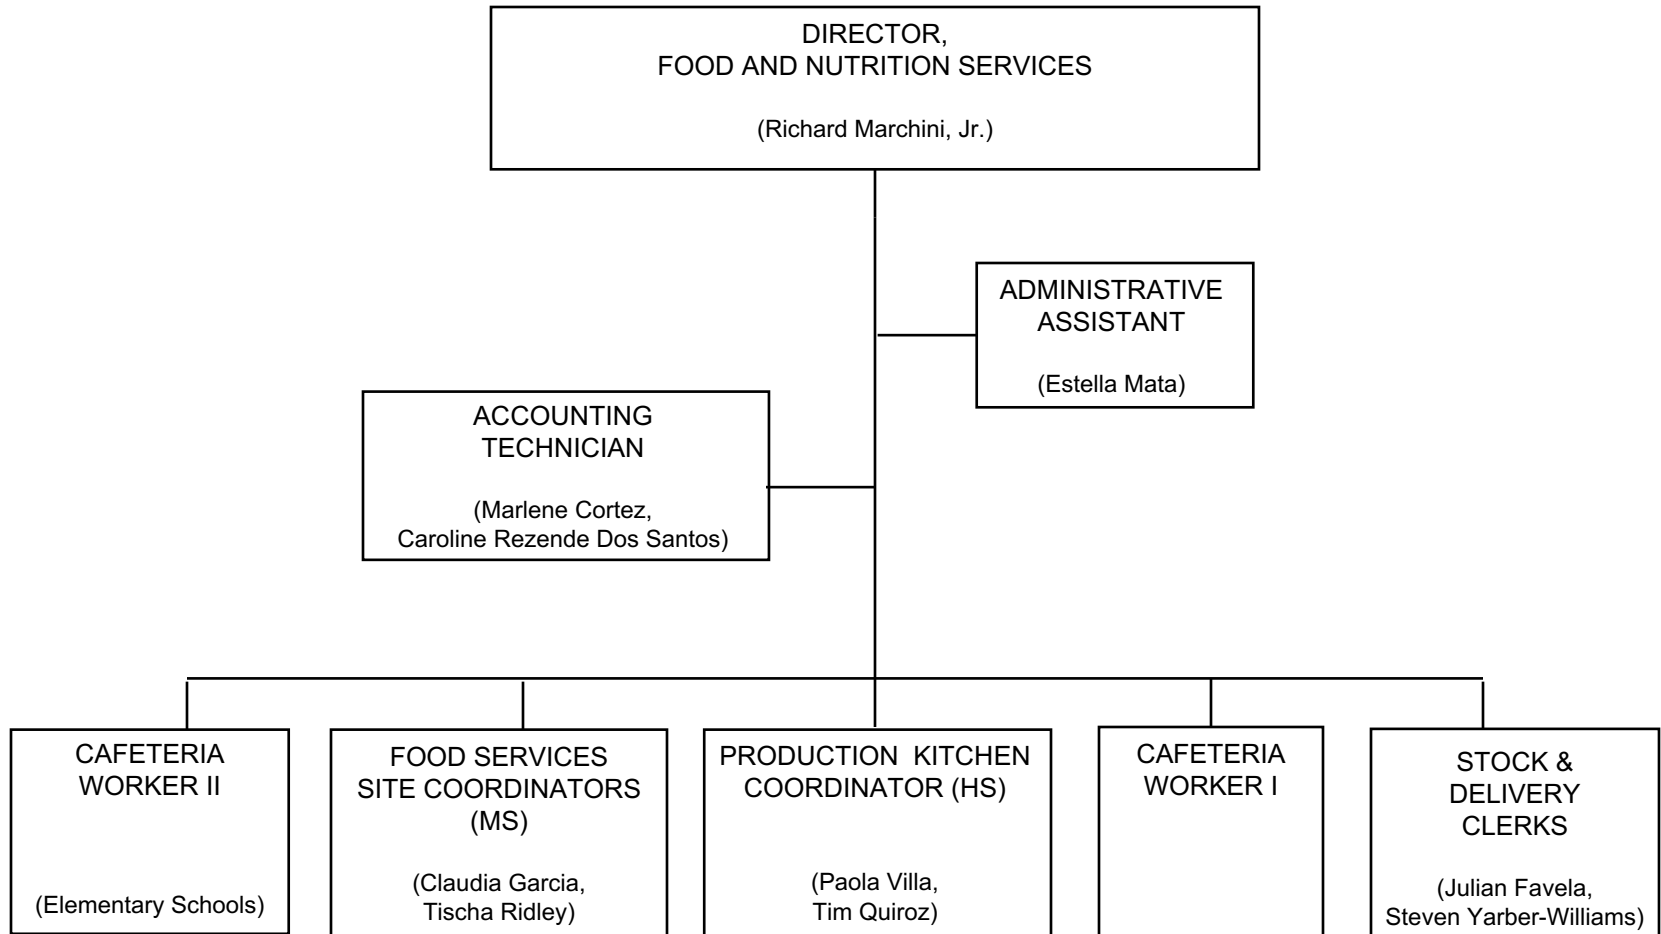 DIRECTOR,
FOOD AND NUTRITION SERVICES
(Richard Marchini, Jr.)
ADMINISTRATIVE
ASSISTANT
(Estella Mata)
ACCOUNTING
TECHNICIAN
(Marlene Cortez,
Caroline Rezende Dos Santos)
CAFETERIA
WORKER II
(Elementary Schools)
FOOD SERVICES
SITE COORDINATORS
(MS)
(Claudia Garcia,
Tischa Ridley)
PRODUCTION KITCHEN
COORDINATOR (HS)
(Paola Villa,
Tim Quiroz)
CAFETERIA
WORKER I
STOCK &
DELIVERY
CLERKS
(Julian Favela,
Steven Yarber-Williams)